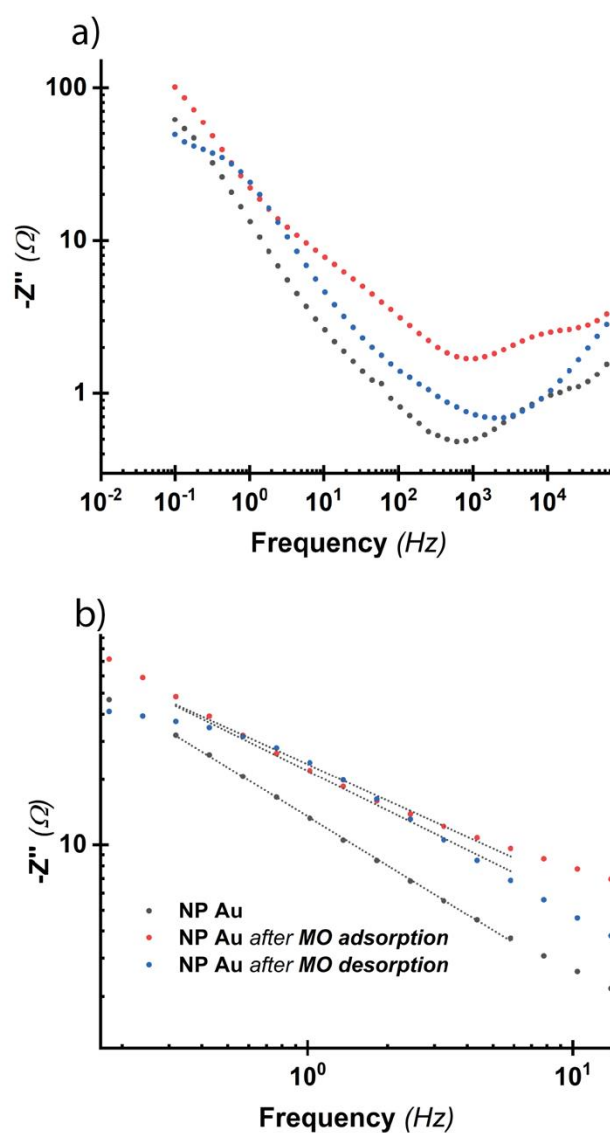 a)
100
10
1
-Z" (Ω)
10⁻² 10⁻¹ 10⁰ 10¹ 10² 10³ 10⁴
Frequency (Hz)
b)
10
-Z" (Ω)
NP Au
NP Au after MO adsorption
NP Au after MO desorption
10⁰ 10¹
Frequency (Hz)